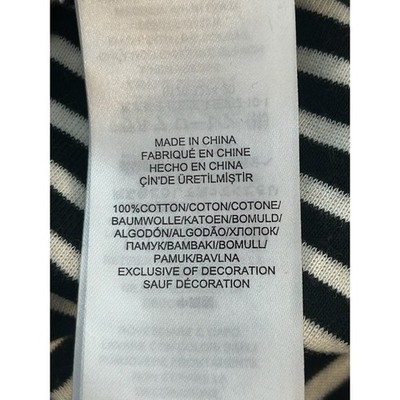 MADE IN CHINA
FABRIQUÉ EN CHINE
HECHO EN CHINA
ÇİN'DE ÜRETİLMİŞTİR
100%COTTON/COTON/COTONE/
BAUMWOLLE/KATOEN/BOMULD/
ALGODÓN/ALGODÃO/ХЛОПОК/
ПАМУК/BAMBAKI/BOMULL/
PAMUK/BAVLNA
EXCLUSIVE OF DECORATION
SAUF DÉCORATION